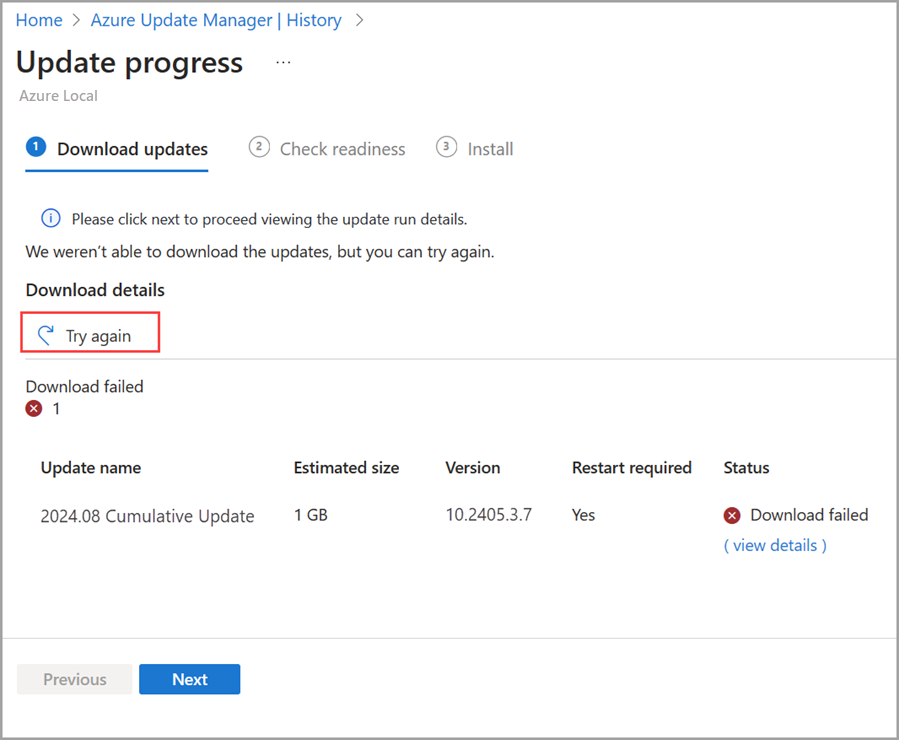 Home > Azure Update Manager | History >
Update progress ...
Azure Local
1 Download updates 2 Check readiness 3 Install
Please click next to proceed viewing the update run details.
We weren’t able to download the updates, but you can try again.
Download details
Try again
Download failed
1
Update name Estimated size Version Restart required Status
2024.08 Cumulative Update 1 GB 10.2405.3.7 Yes Download failed
( view details )
Previous Next